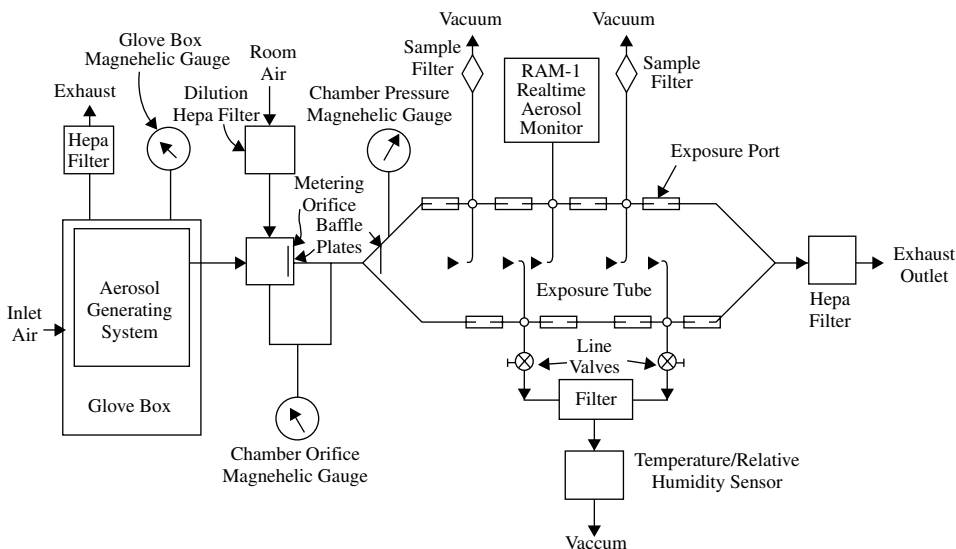 Glove Box
Magnehelic Gauge
Exhaust
Hepa
Filter
Room
Air
Dilution
Hepa Filter
Chamber Pressure
Magnehelic Gauge
Vacuum
Sample
Filter
RAM-1
Realtime
Aerosol
Monitor
Vacuum
Sample
Filter
Exposure Port
Metering
Orifice
Baffle
Plates
Inlet
Air
Aerosol
Generating
System
Glove Box
Exposure Tube
Exhaust
Outlet
Hepa
Filter
Line
Valves
Filter
Chamber Orifice
Magnehelic Gauge
Temperature/Relative
Humidity Sensor
Vaccum